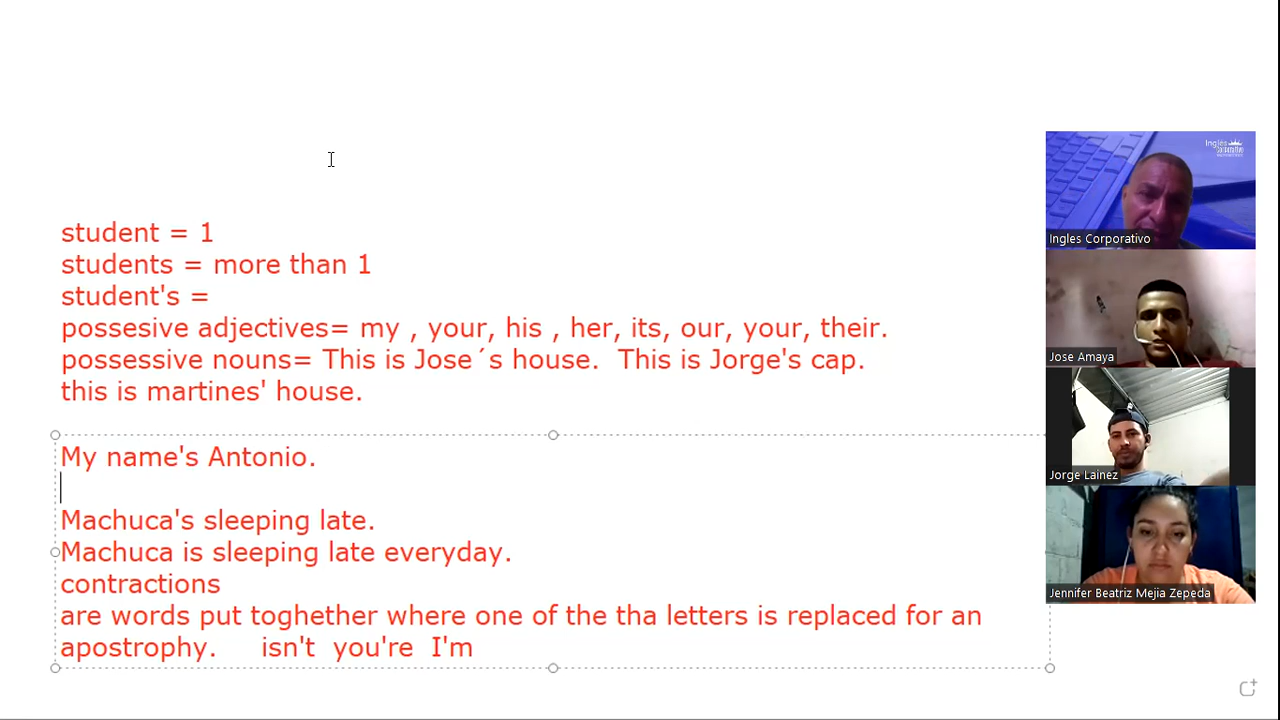 student = 1
students = more than 1
student's =
possesive adjectives= my , your, his , her, its, our, your, their.
possessive nouns= This is Jose´s house.  This is Jorge's cap.
this is martines' house.
My name's Antonio.
Machuca's sleeping late.
Machuca is sleeping late everyday.
contractions
are words put toghether where one of the tha letters is replaced for an
apostrophy.    isn't  you're  I'm
Ingles
Corporativo
Ingles Corporativo
Jose Amaya
Jorge Lainez
Jennifer Beatriz Mejia Zepeda